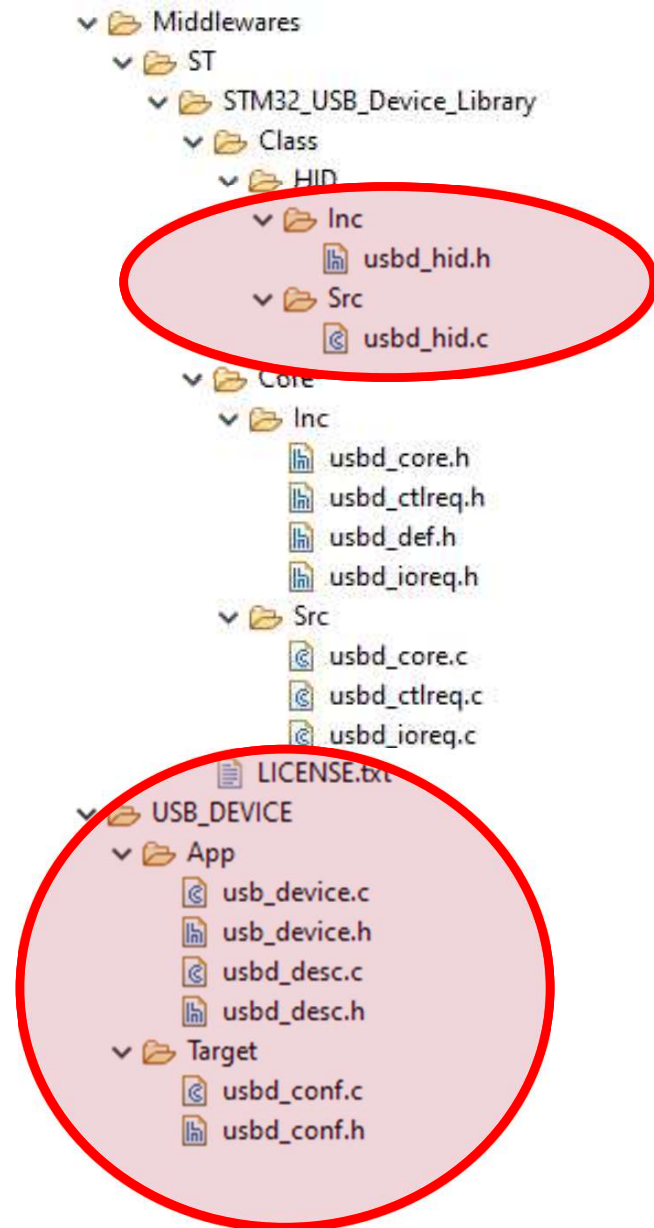 Middlewares
ST
STM32_USB_Device_Library
Class
HID
Inc
usbd_hid.h
Src
usbd_hid.c
Core
Inc
usbd_core.h
usbd_ctlreq.h
usbd_def.h
usbd_ioreq.h
Src
usbd_core.c
usbd_ctlreq.c
usbd_ioreq.c
LICENSE.txt
USB_DEVICE
App
usb_device.c
usb_device.h
usbd_desc.c
usbd_desc.h
Target
usbd_conf.c
usbd_conf.h